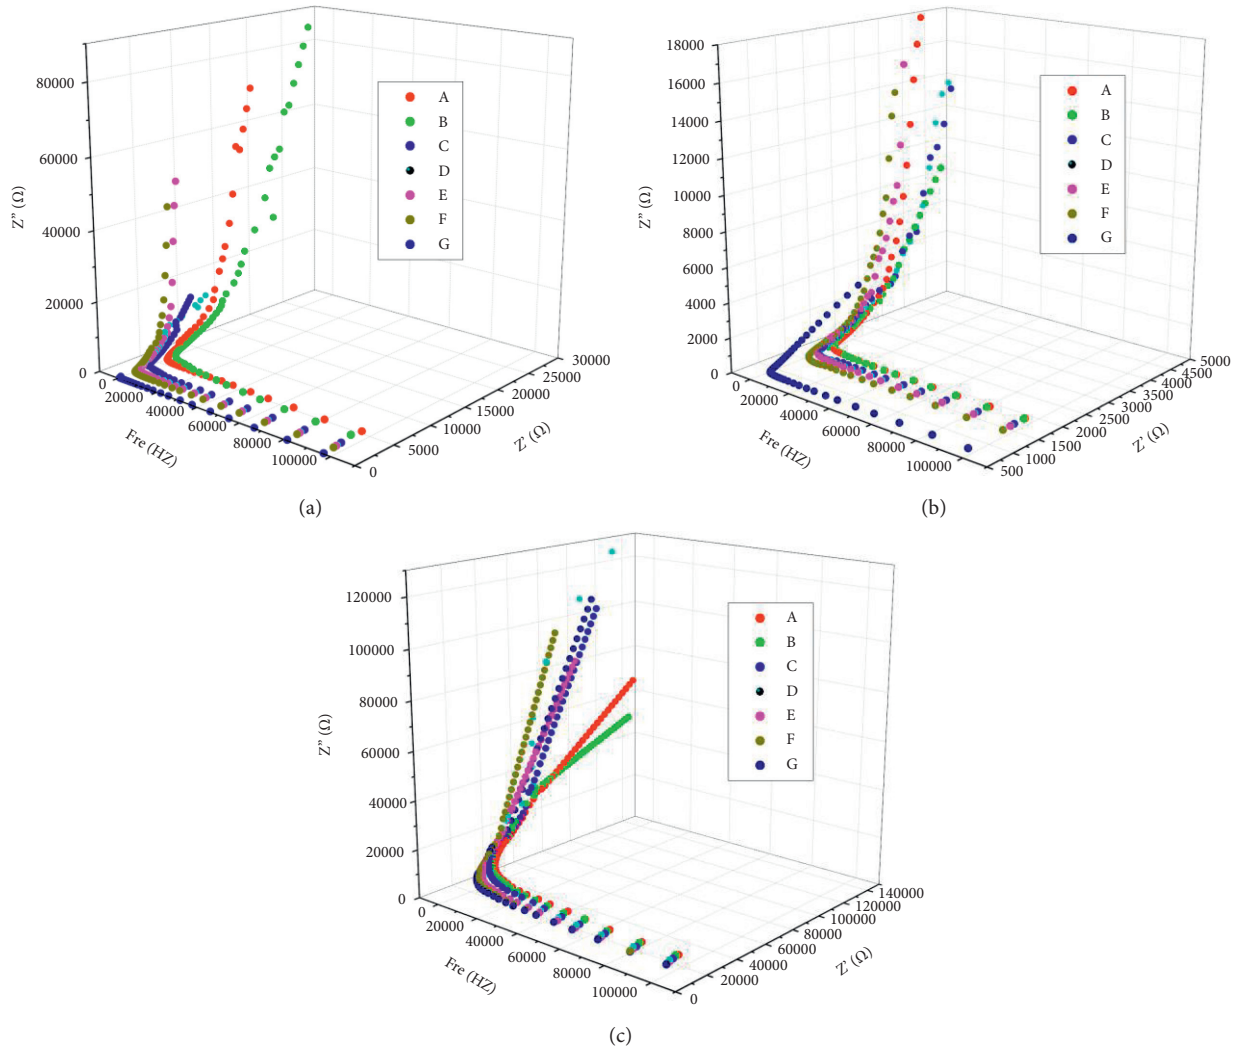 80000
60000
40000
20000
0
Z" (Ω)
A
B
C
D
E
F
G
0
20000
40000
60000
80000
100000
Fre (HZ)
0
5000
10000
15000
20000
25000
30000
Z' (Ω)
(a)
18000
16000
14000
12000
10000
8000
6000
4000
2000
0
Z" (Ω)
A
B
C
D
E
F
G
0
20000
40000
60000
80000
100000
Fre (HZ)
500
1000
1500
2000
2500
3000
3500
4000
4500
5000
Z' (Ω)
(b)
120000
100000
80000
60000
40000
20000
0
Z" (Ω)
A
B
C
D
E
F
G
0
20000
40000
60000
80000
100000
Fre (HZ)
0
20000
40000
60000
80000
100000
120000
140000
Z' (Ω)
(c)